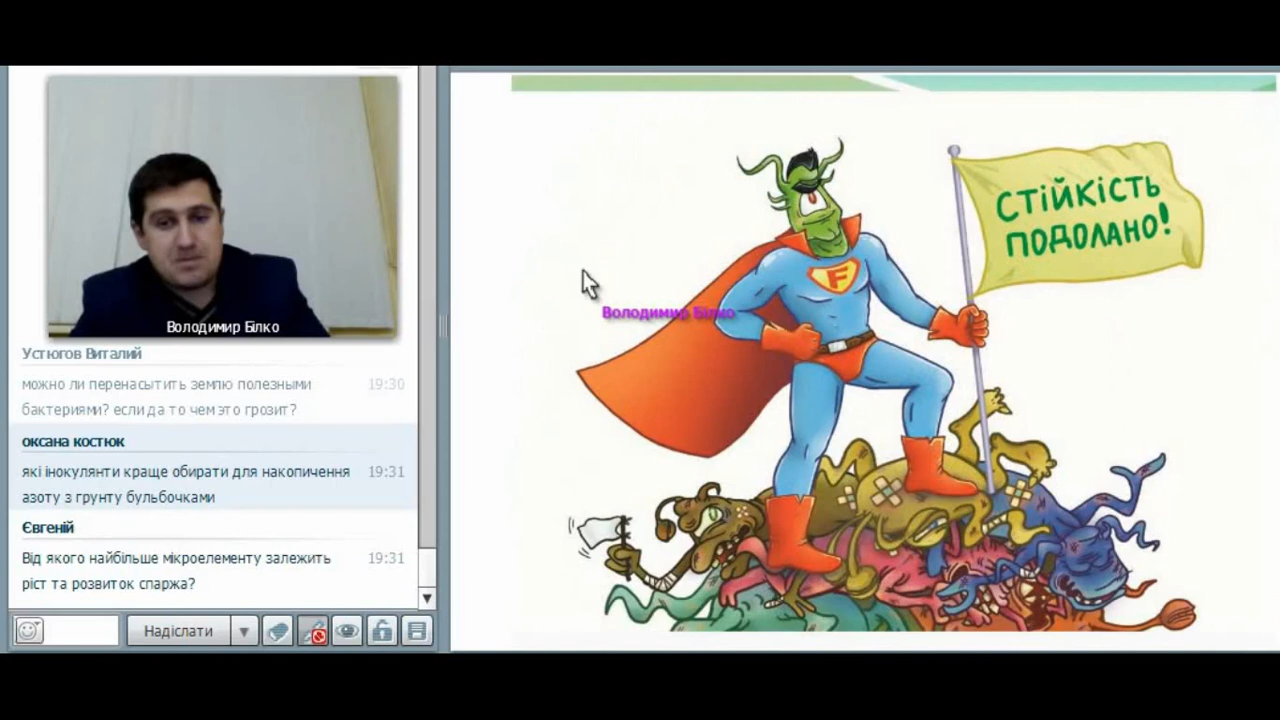 Володимир Білко
Устюгов Виталий
можно ли перенасытить землю полезными
19:30
бактериями? если да то чем это грозит?
оксана костюк
які інокулянти краще обирати для накопичення
19:31
азоту з грунту бульбочками
Євгеній
Від якого найбільше мікроелементу залежить
19:31
ріст та розвиток спаржа?
Надіслати
СТІЙКІСТЬ
ПОДОЛАНО!
F
Володимир Білко